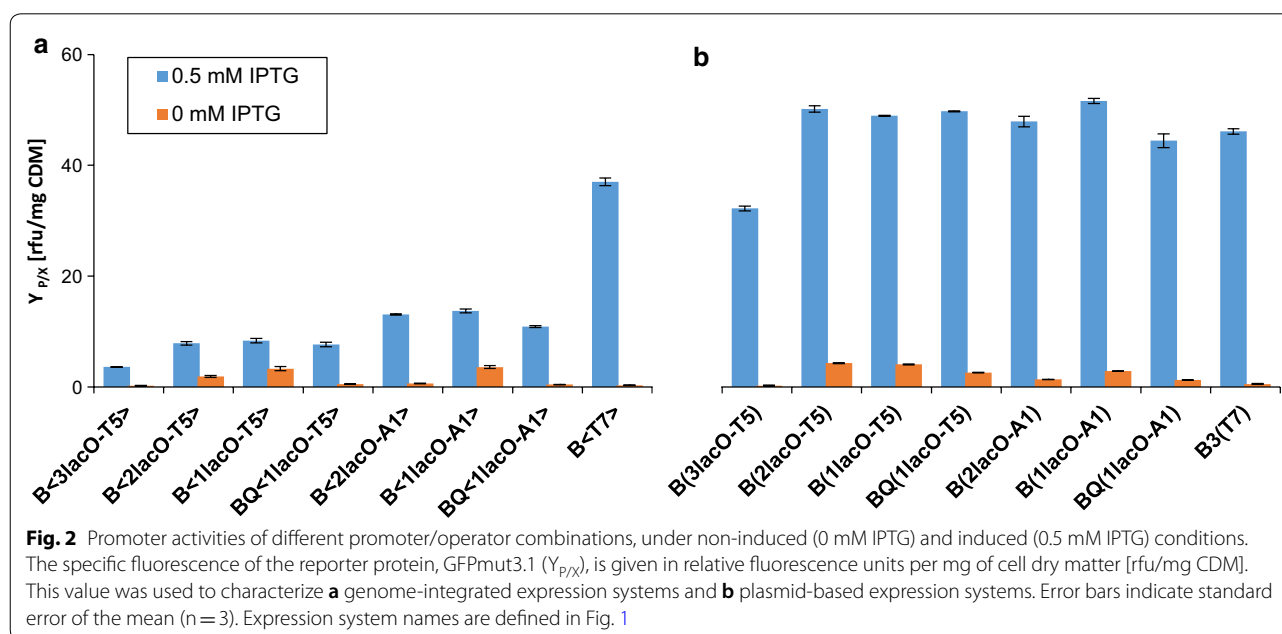 a
b
60
40
20
0
Y P/X [rfu/mg CDM]
0.5 mM IPTG
0 mM IPTG
B<3lacO-T5>
B<2lacO-T5>
B<1lacO-T5>
BQ<1lacO-T5>
B<2lacO-A1>
B<1lacO-A1>
BQ<1lacO-A1>
B<T7>
B(3lacO-T5)
B(2lacO-T5)
B(1lacO-T5)
BQ(1lacO-T5)
B(2lacO-A1)
B(1lacO-A1)
BQ(1lacO-A1)
B3(T7)
Fig. 2 Promoter activities of different promoter/operator combinations, under non-induced (0 mM IPTG) and induced (0.5 mM IPTG) conditions.
The specific fluorescence of the reporter protein, GFPmut3.1 (Y P/X), is given in relative fluorescence units per mg of cell dry matter [rfu/mg CDM].
This value was used to characterize a genome-integrated expression systems and b plasmid-based expression systems. Error bars indicate standard
error of the mean (n = 3). Expression system names are defined in Fig. 1